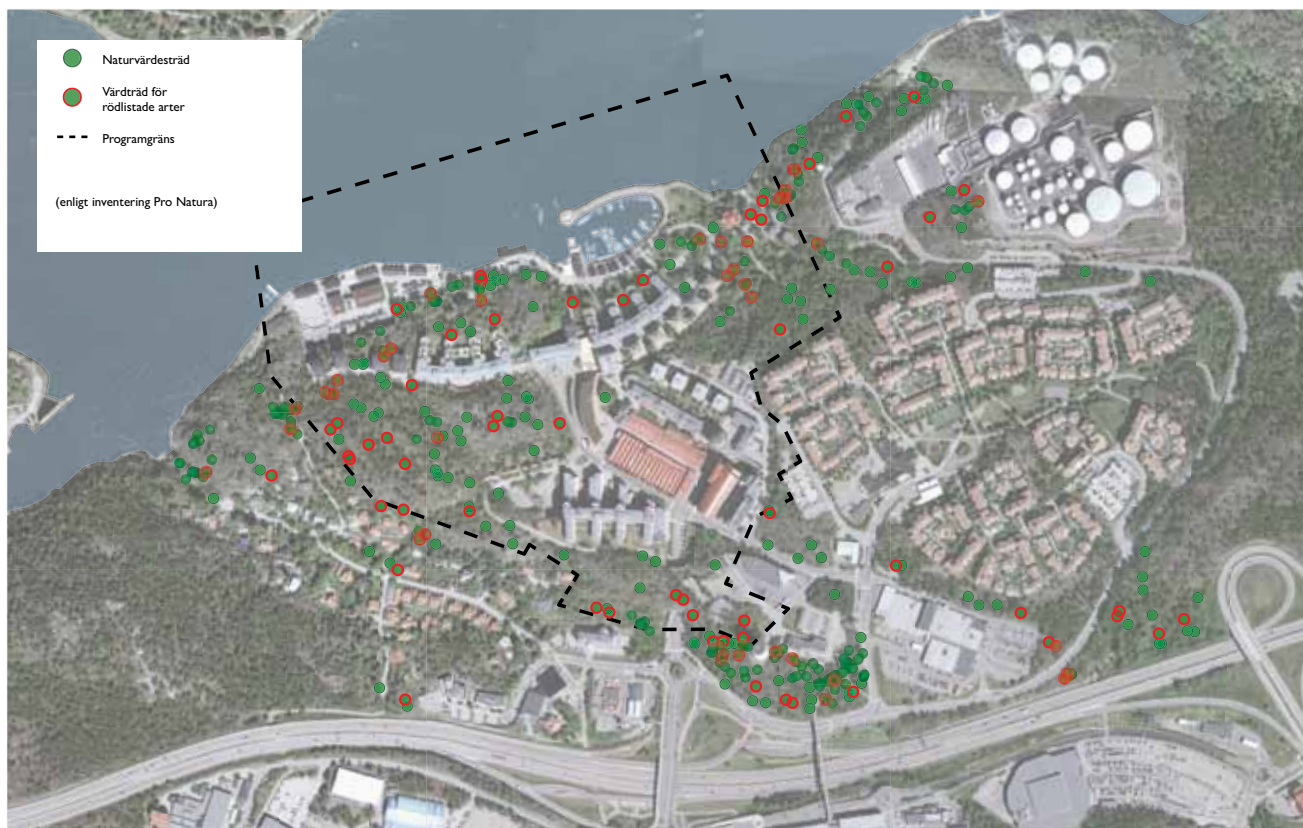 Naturvärdesträd
Värdträd för
rödlistade arter
Programgräns
(enligt inventering Pro Natura)